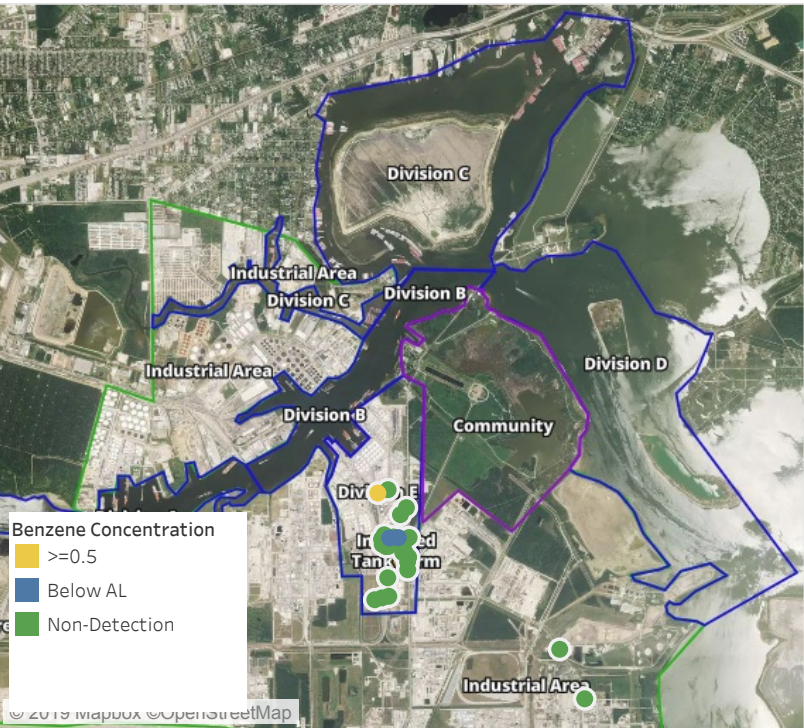 Division C
Industrial Area
Division C
Division B
Industrial Area
Division D
Division B
Community
Benzene Concentration
>=0.5
Below AL
Non-Detection
Industrial Area
© 2019 Mapbox ©OpenStreetMap